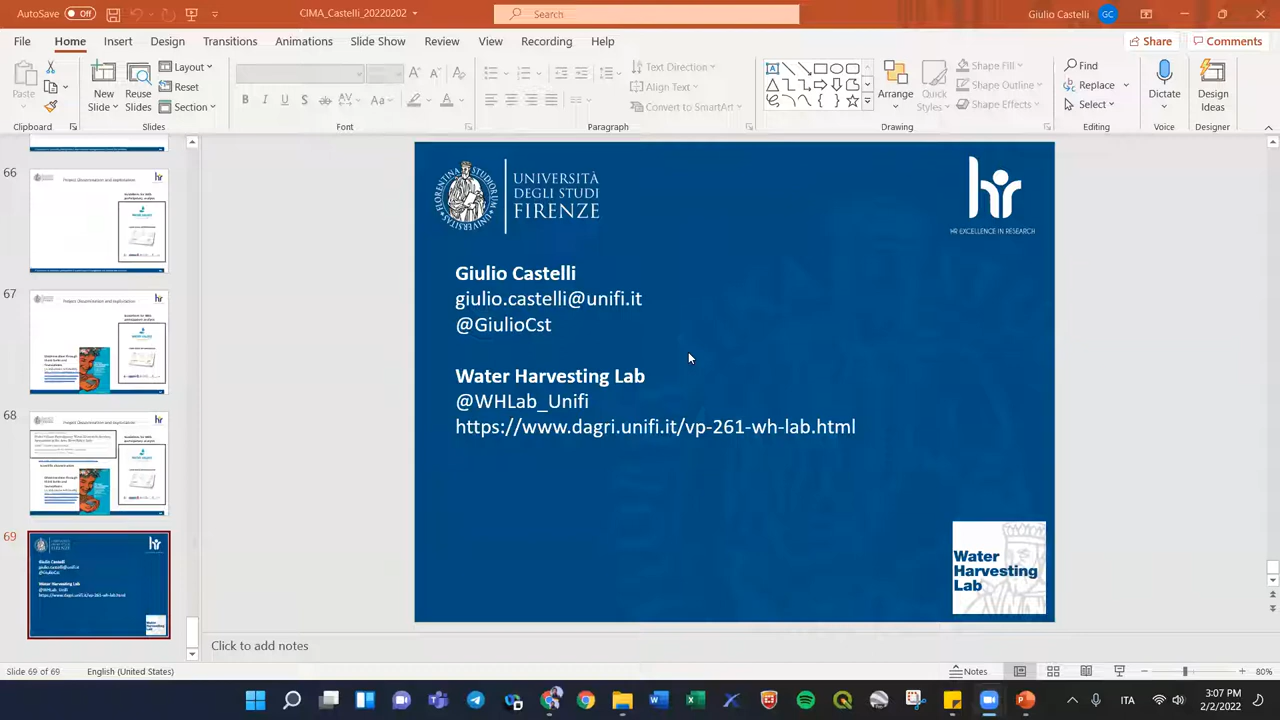 AutoSave
Off
CIMA_Castelli_20220202
Search
Giulio Castelli
GC
File
Home
Insert
Design
Transitions
Animations
Slide Show
Review
View
Recording
Help
Share
Comments
Paste
Clipboard
New
Slide
Reuse
Slides
Layout
Reset
Section
Slides
Font
Text Direction
Align Text
Convert to SmartArt
Paragraph
Arrange
Shape Fill
Shape Outline
Shape Effects
Drawing
Find
Replace
Select
Editing
Dictate
Voice
Ideas
Designer
66
67
68
69
UNIVERSITÀ
DEGLI STUDI
FIRENZE
HR EXCELLENCE IN RESEARCH
Giulio Castelli
giulio.castelli@unifi.it
@GiulioCst
Water Harvesting Lab
@WHLab_Unifi
https://www.dagri.unifi.it/vp-261-wh-lab.html
Water
Harvesting
Lab
Click to add notes
Slide 69 of 69
English (United States)
Notes
80%
ITA
3:07 PM
2/2/2022